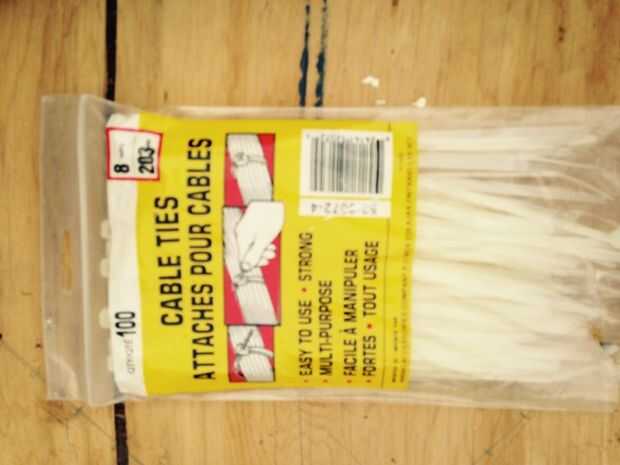 QTY/QTÉ 100
8
203
CABLE TIES
ATTACHES POUR CABLES
• EASY TO USE • STRONG
• MULTI-PURPOSE
• FACILE À MANIPULER
• FORTES • TOUT USAGE